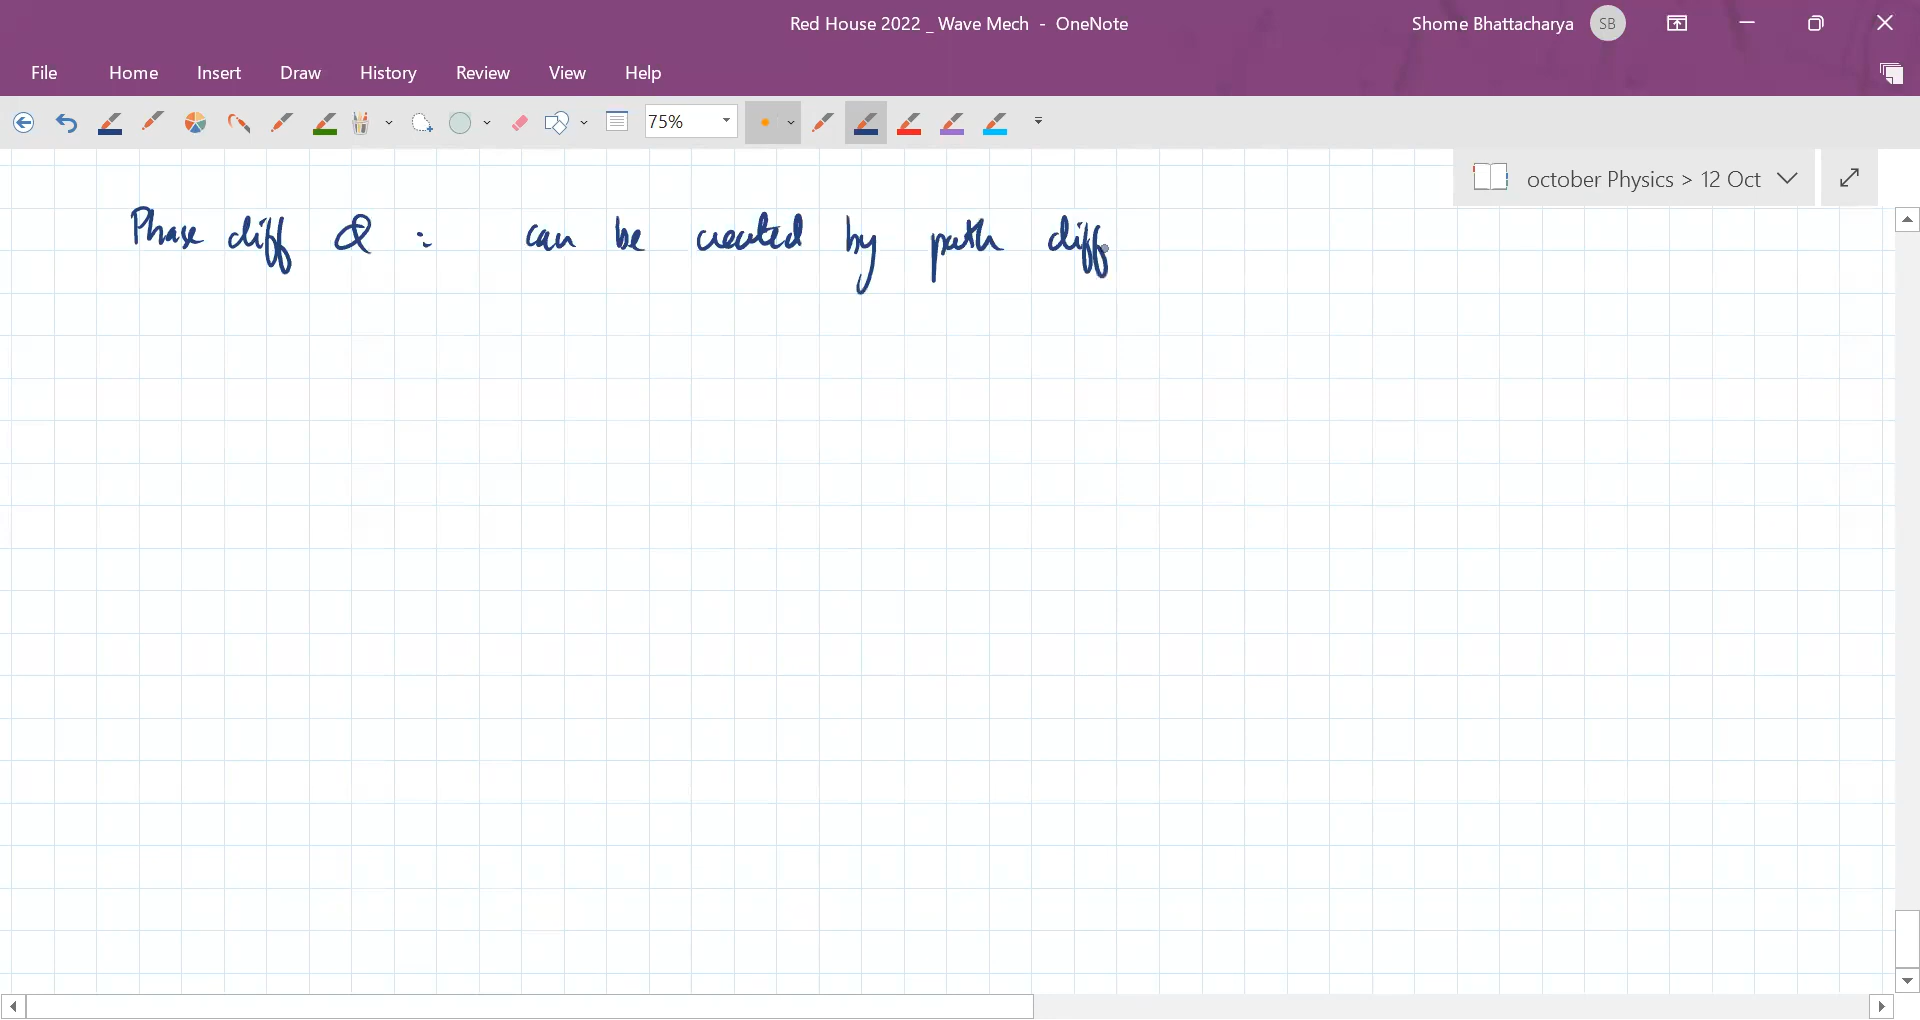 Red House 2022 _ Wave Mech - OneNote
Shome Bhattacharya SB
File Home Insert Draw History Review View Help
75%
october Physics > 12 Oct
Phase diff : can be created by path diff